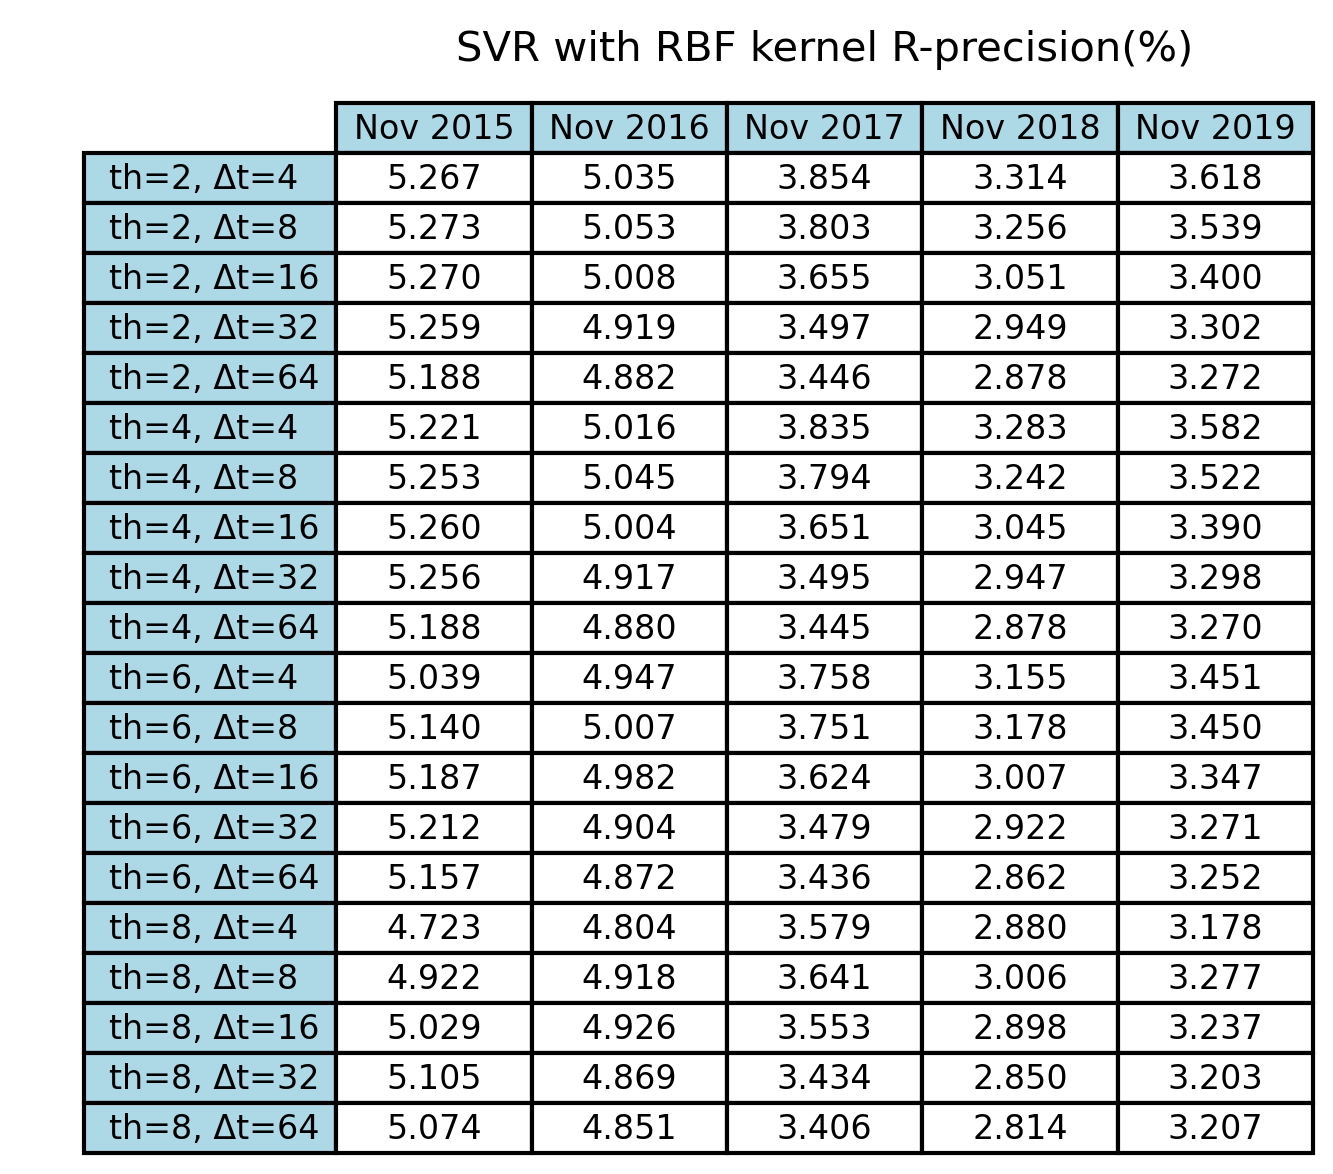 SVR with RBF kernel R-precision(%)
Nov 2015 Nov 2016 Nov 2017 Nov 2018 Nov 2019
th=2, Δt=4 5.267 5.035 3.854 3.314 3.618
th=2, Δt=8 5.273 5.053 3.803 3.256 3.539
th=2, Δt=16 5.270 5.008 3.655 3.051 3.400
th=2, Δt=32 5.259 4.919 3.497 2.949 3.302
th=2, Δt=64 5.188 4.882 3.446 2.878 3.272
th=4, Δt=4 5.221 5.016 3.835 3.283 3.582
th=4, Δt=8 5.253 5.045 3.794 3.242 3.522
th=4, Δt=16 5.260 5.004 3.651 3.045 3.390
th=4, Δt=32 5.256 4.917 3.495 2.947 3.298
th=4, Δt=64 5.188 4.880 3.445 2.878 3.270
th=6, Δt=4 5.039 4.947 3.758 3.155 3.451
th=6, Δt=8 5.140 5.007 3.751 3.178 3.450
th=6, Δt=16 5.187 4.982 3.624 3.007 3.347
th=6, Δt=32 5.212 4.904 3.479 2.922 3.271
th=6, Δt=64 5.157 4.872 3.436 2.862 3.252
th=8, Δt=4 4.723 4.804 3.579 2.880 3.178
th=8, Δt=8 4.922 4.918 3.641 3.006 3.277
th=8, Δt=16 5.029 4.926 3.553 2.898 3.237
th=8, Δt=32 5.105 4.869 3.434 2.850 3.203
th=8, Δt=64 5.074 4.851 3.406 2.814 3.207